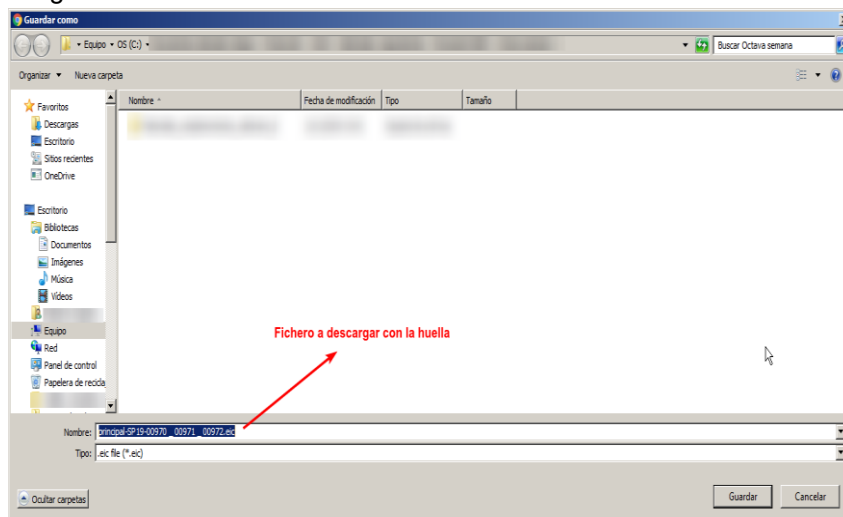 Guardar como
Equipo OS (C:)
Buscar Octava semana
Organizar Nueva carpeta
Nombre Fecha de modificación Tipo Tamaño
Favoritos
Descargas
Escritorio
Sitios recientes
OneDrive
Escritorio
Bibliotecas
Documentos
Imágenes
Música
Vídeos
Equipo
Red
Panel de control
Papelera de recicla
Fichero a descargar con la huella
Nombre: principal-SP19-00970_00971_00972.eic
Tipo: .eic file (*.eic)
Ocultar carpetas Guardar Cancelar